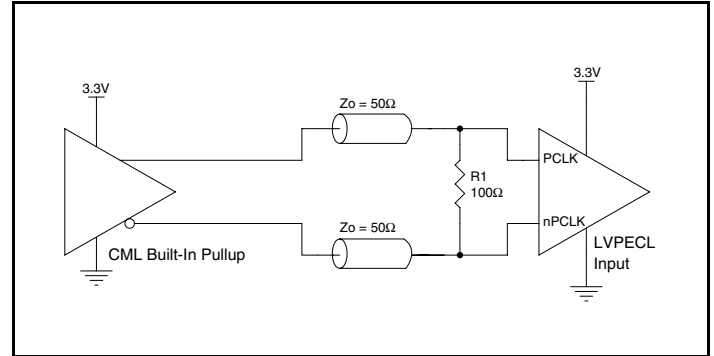 3.3V
3.3V
Zo = 50Ω
PCLK
R1
100Ω
nPCLK
Zo = 50Ω
CML Built-In Pullup
LVPECL
Input